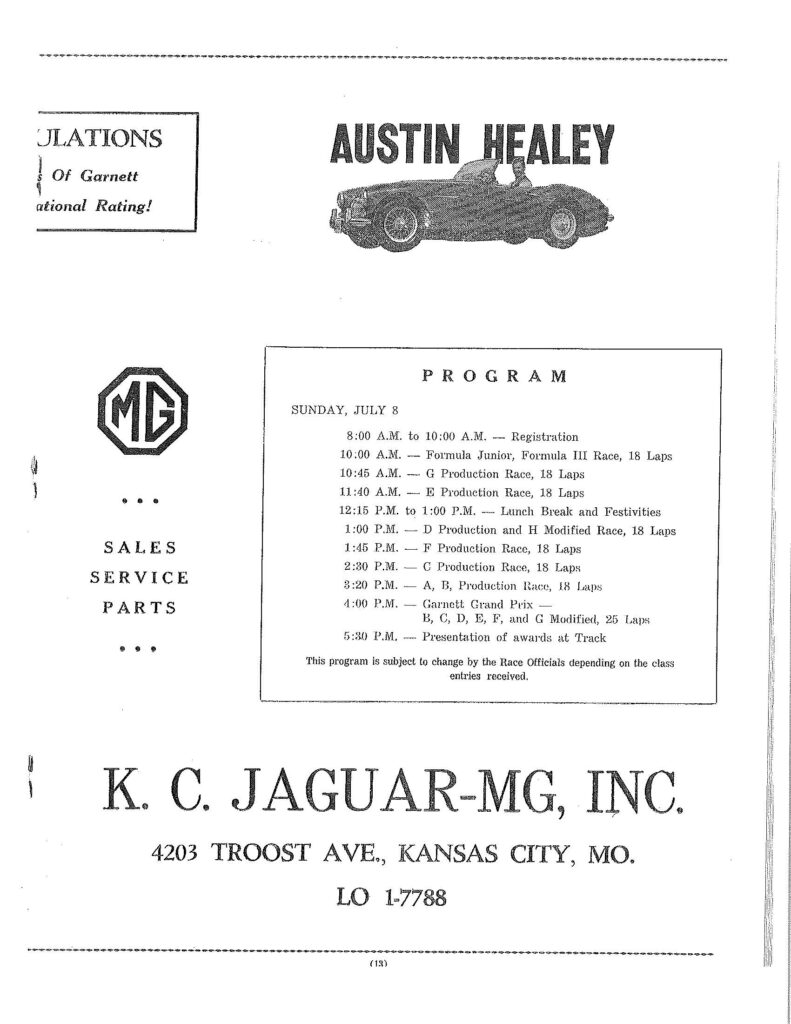 ULATIONS
Of Garnett
ational Rating!
AUSTIN HEALEY
MG
SALES
SERVICE
PARTS
PROGRAM
SUNDAY, JULY 8
8:00 A.M. to 10:00 A.M. — Registration
10:00 A.M. — Formula Junior, Formula III Race, 18 Laps
10:45 A.M. — G Production Race, 18 Laps
11:40 A.M. — E Production Race, 18 Laps
12:15 P.M. to 1:00 P.M. — Lunch Break and Festivities
1:00 P.M. — D Production and H Modified Race, 18 Laps
1:45 P.M. — F Production Race, 18 Laps
2:30 P.M. — C Production Race, 18 Laps
3:20 P.M. — A, B, Production Race, 18 Laps
4:00 P.M. — Garnett Grand Prix —
B, C, D, E, F, and G Modified, 25 Laps
5:30 P.M. — Presentation of awards at Track
This program is subject to change by the Race Officials depending on the class
entries received.
K. C. JAGUAR-MG, INC.
4203 TROOST AVE., KANSAS CITY, MO.
LO 1-7788
(13)